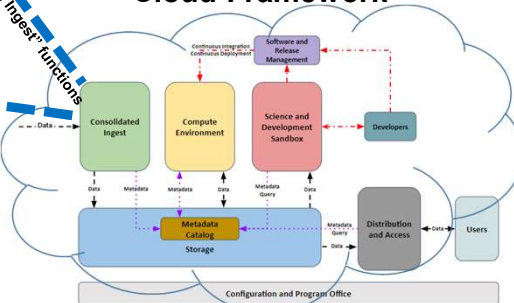 Cloud Framework
Ingest" functions
Continuous Integration
Continuous Deployment
Software and
Release
Management
Data
Consolidated
Ingest
Compute
Environment
Science and
Development
Sandbox
Developers
Data
Metadata
Metadata
Data
Metadata
Query
Data
Metadata
Catalog
Storage
Metadata
Query
Data
Distribution
and Access
Data
Users
Configuration and Program Office